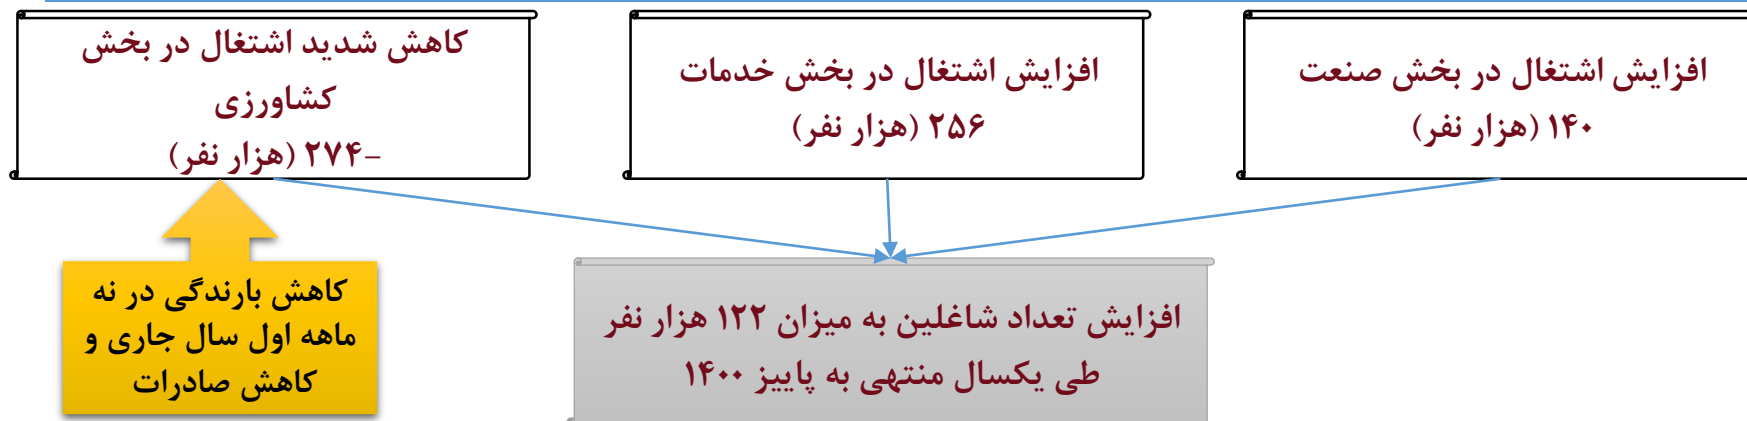 افزایش اشتغال در بخش صنعت
۱۴۰ (هزار نفر)
افزایش اشتغال در بخش خدمات
۲۵۶ (هزار نفر)
کاهش شدید اشتغال در بخش
کشاورزی
-۲۷۴ (هزار نفر)
کاهش بارندگی در نه
ماهه اول سال جاری و
کاهش صادرات
افزایش تعداد شاغلین به میزان ۱۲۲ هزار نفر
طی یکسال منتهی به پاییز ۱۴۰۰